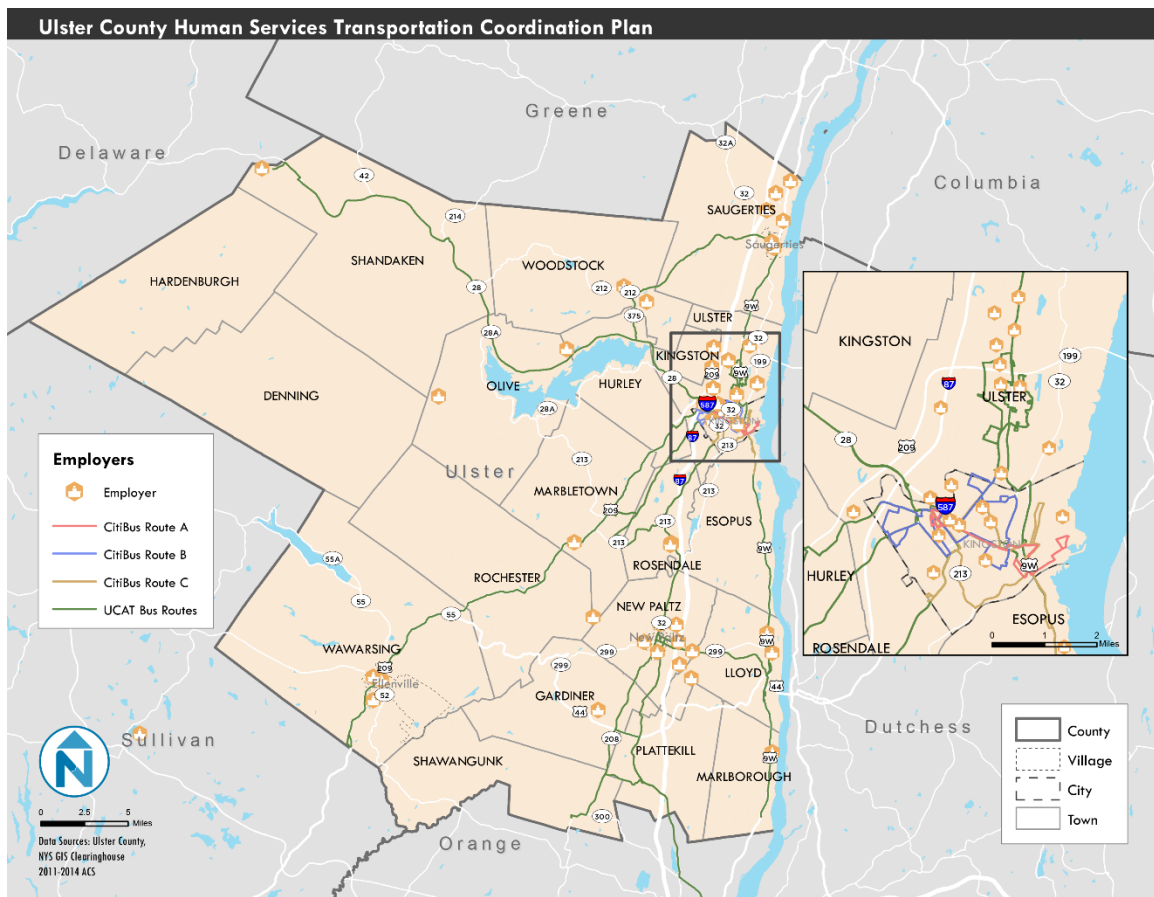 Ulster County Human Services Transportation Coordination Plan
Greene
Delaware
Columbia
32A
42
32
SAUGERTIES
214
Saugerties
SHANDAKEN
WOODSTOCK
HARDENBURGH
28
212
212
9W
375
ULSTER
28A
32
KINGSTON
199
209
9W
28
OLIVE
HURLEY
DENNING
587
28A
32
32
KINGSTON
87
213
Ulster
213
87
MARBLETOWN
213
209
ESOPUS
213
213
9W
55A
ROCHESTER
ROSENDALE
55
55
NEW PALTZ
32
New Paltz
9W
WAWARSING
299
299
299
209
LLOYD
Ellenville
52
GARDINER
44
44
Sullivan
208
PLATTEKILL
Dutchess
SHAWANGUNK
MARLBOROUGH
9W
300
Orange
Employers
Employer
CitiBus Route A
CitiBus Route B
CitiBus Route C
UCAT Bus Routes
KINGSTON
199
87
32
ULSTER
28
209
587
KINGSTON
HURLEY
213
9W
ESOPUS
ROSENDALE
0 1 2
Miles
County
Village
City
Town
N
0 2.5 5
Miles
Data Sources: Ulster County,
NYS GIS Clearinghouse
2011-2014 ACS